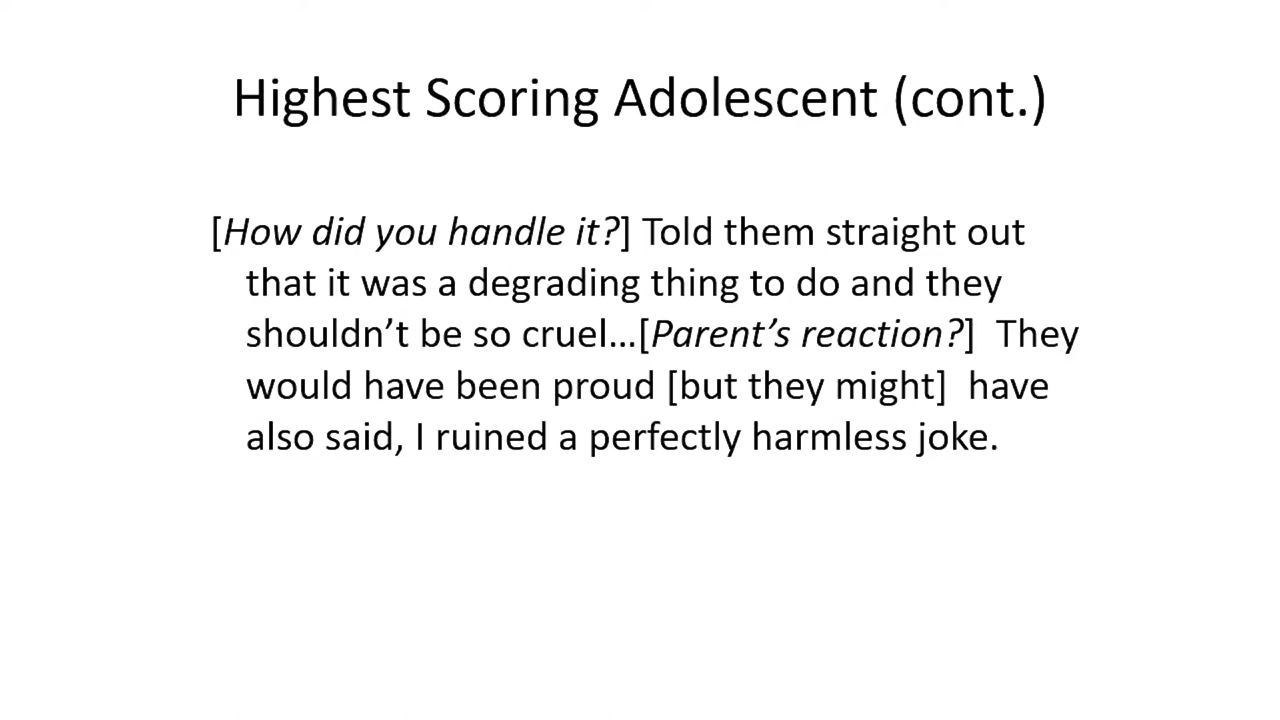 Highest Scoring Adolescent (cont.)
[How did you handle it?] Told them straight out
that it was a degrading thing to do and they
shouldn’t be so cruel…[Parent’s reaction?]  They
would have been proud [but they might]  have
also said, I ruined a perfectly harmless joke.